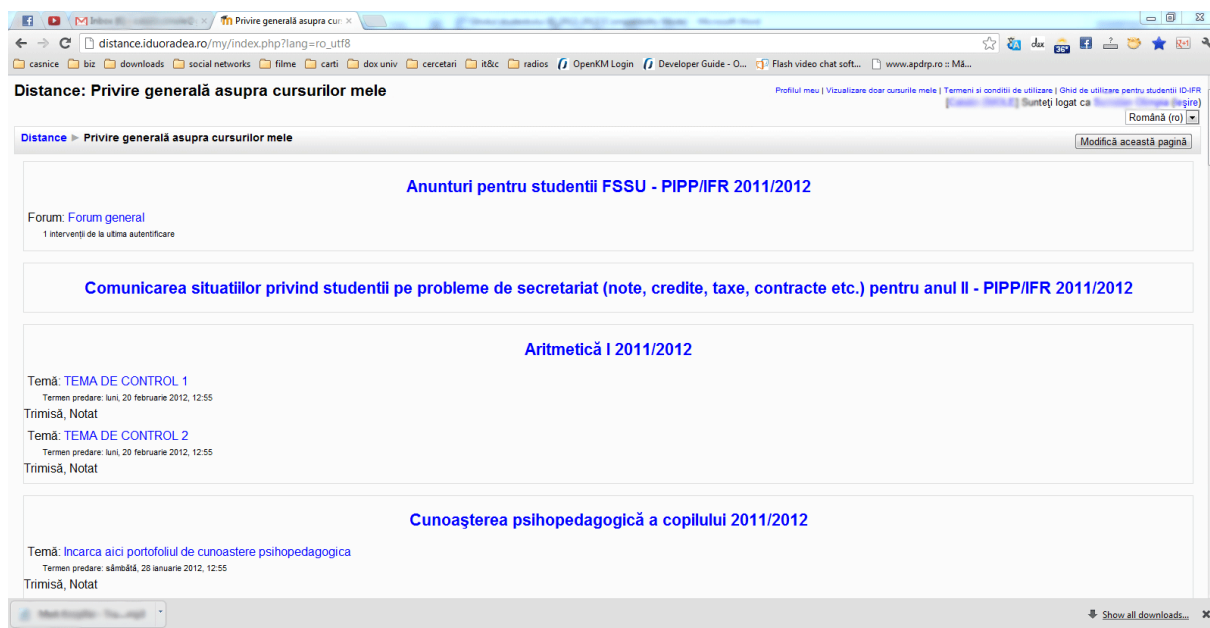 Privire generală asupra cur
distance.iduoradea.ro/my/index.php?lang=ro_utf8
36°
casnice biz downloads social networks filme carti dox univ cercetari it&c radios OpenKM Login Developer Guide - O... Flash video chat soft... www.apdrp.ro :: Mă...
Distance: Privire generală asupra cursurilor mele
Profilul meu | Vizualizare doar cursurile mele | Termeni si conditii de utilizare | Ghid de utilizare pentru studentii ID-IFR
Sunteţi logat ca (Ieşire)
Română (ro)
Distance ► Privire generală asupra cursurilor mele
Modifică această pagină
Anunturi pentru studentii FSSU - PIPP/IFR 2011/2012
Forum: Forum general
1 intervenţii de la ultima autentificare
Comunicarea situatiilor privind studentii pe probleme de secretariat (note, credite, taxe, contracte etc.) pentru anul II - PIPP/IFR 2011/2012
Aritmetică I 2011/2012
Temă: TEMA DE CONTROL 1
Termen predare: luni, 20 februarie 2012, 12:55
Trimisă, Notat
Temă: TEMA DE CONTROL 2
Termen predare: luni, 20 februarie 2012, 12:55
Trimisă, Notat
Cunoaşterea psihopedagogică a copilului 2011/2012
Temă: Incarca aici portofoliul de cunoastere psihopedagogica
Termen predare: sâmbătă, 28 ianuarie 2012, 12:55
Trimisă, Notat
Show all downloads...